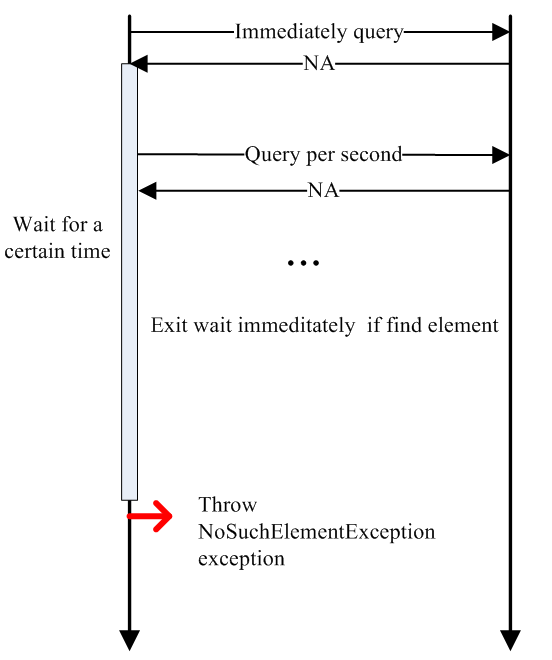 Immediately query
NA
Query per second
NA
Wait for a
certain time
...
Exit wait immeditately if find element
Throw
NoSuchElementException
exception